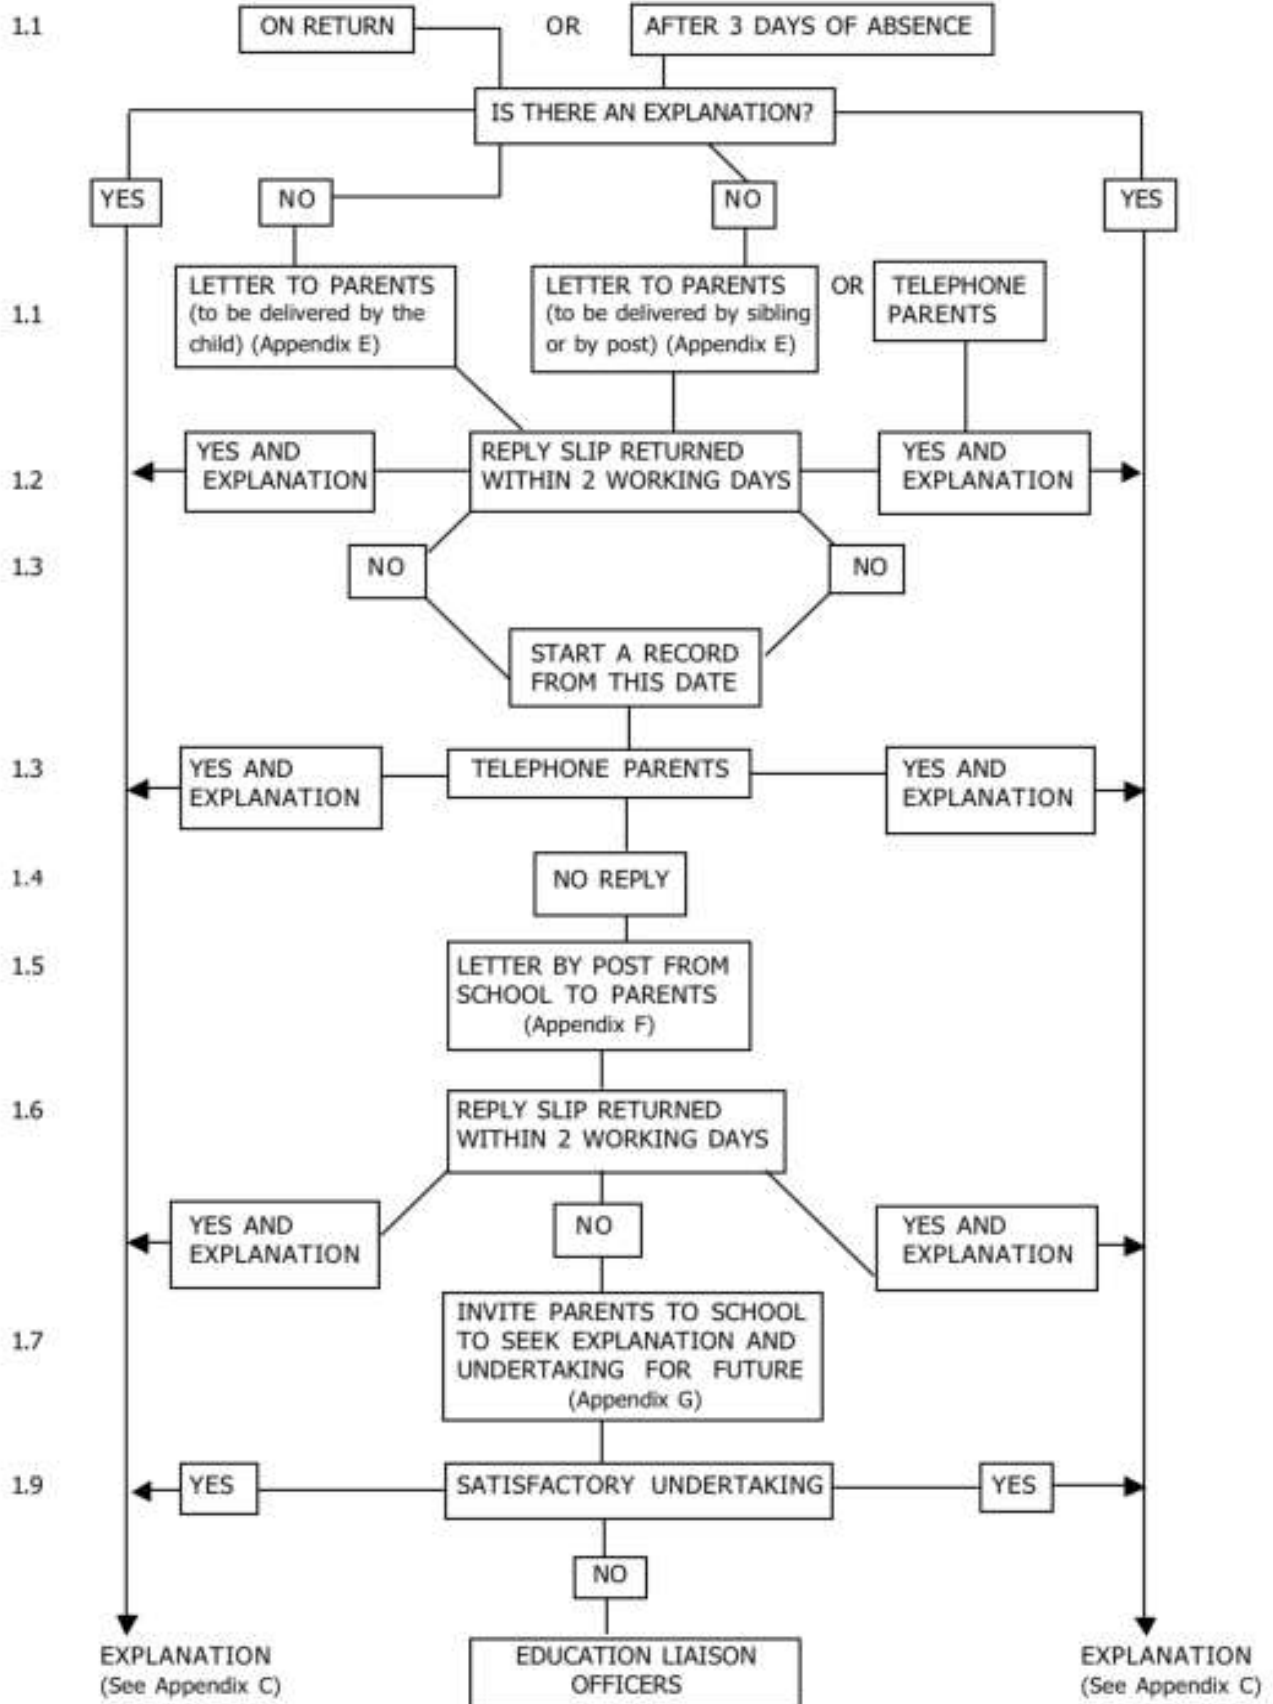 1.1 ON RETURN OR AFTER 3 DAYS OF ABSENCE
IS THERE AN EXPLANATION?
YES NO NO YES
LETTER TO PARENTS
(to be delivered by the
child) (Appendix E)
LETTER TO PARENTS
(to be delivered by sibling
or by post) (Appendix E)
OR
TELEPHONE
PARENTS
1.1
YES AND
EXPLANATION
REPLY SLIP RETURNED
WITHIN 2 WORKING DAYS
YES AND
EXPLANATION
1.2
1.3 NO NO
START A RECORD
FROM THIS DATE
1.3
YES AND
EXPLANATION
TELEPHONE PARENTS
YES AND
EXPLANATION
1.4 NO REPLY
1.5
LETTER BY POST FROM
SCHOOL TO PARENTS
(Appendix F)
1.6
REPLY SLIP RETURNED
WITHIN 2 WORKING DAYS
YES AND
EXPLANATION
NO
YES AND
EXPLANATION
1.7
INVITE PARENTS TO SCHOOL
TO SEEK EXPLANATION AND
UNDERTAKING FOR FUTURE
(Appendix G)
1.9 YES SATISFACTORY UNDERTAKING YES
NO
EXPLANATION
(See Appendix C)
EDUCATION LIAISON
OFFICERS
EXPLANATION
(See Appendix C)